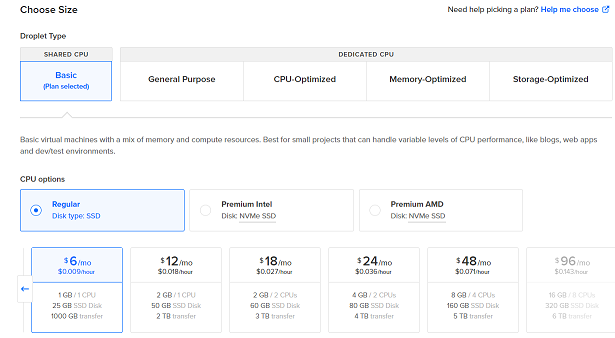 Choose Size
Need help picking a plan? Help me choose
Droplet Type
SHARED CPU
DEDICATED CPU
Basic
(Plan selected)
General Purpose
CPU-Optimized
Memory-Optimized
Storage-Optimized
Basic virtual machines with a mix of memory and compute resources. Best for small projects that can handle variable levels of CPU performance, like blogs, web apps
and dev/test environments.
CPU options
Regular
Disk type: SSD
Premium Intel
Disk: NVMe SSD
Premium AMD
Disk: NVMe SSD
$6/mo
$0.009/hour
1 GB / 1 CPU
25 GB SSD Disk
1000 GB transfer
$12/mo
$0.018/hour
2 GB / 1 CPU
50 GB SSD Disk
2 TB transfer
$18/mo
$0.027/hour
2 GB / 2 CPUs
60 GB SSD Disk
3 TB transfer
$24/mo
$0.036/hour
4 GB / 2 CPUs
80 GB SSD Disk
4 TB transfer
$48/mo
$0.071/hour
8 GB / 4 CPUs
160 GB SSD Disk
5 TB transfer
$96/mo
$0.143/hour
16 GB / 8 CPUs
320 GB SSD Disk
6 TB transfer